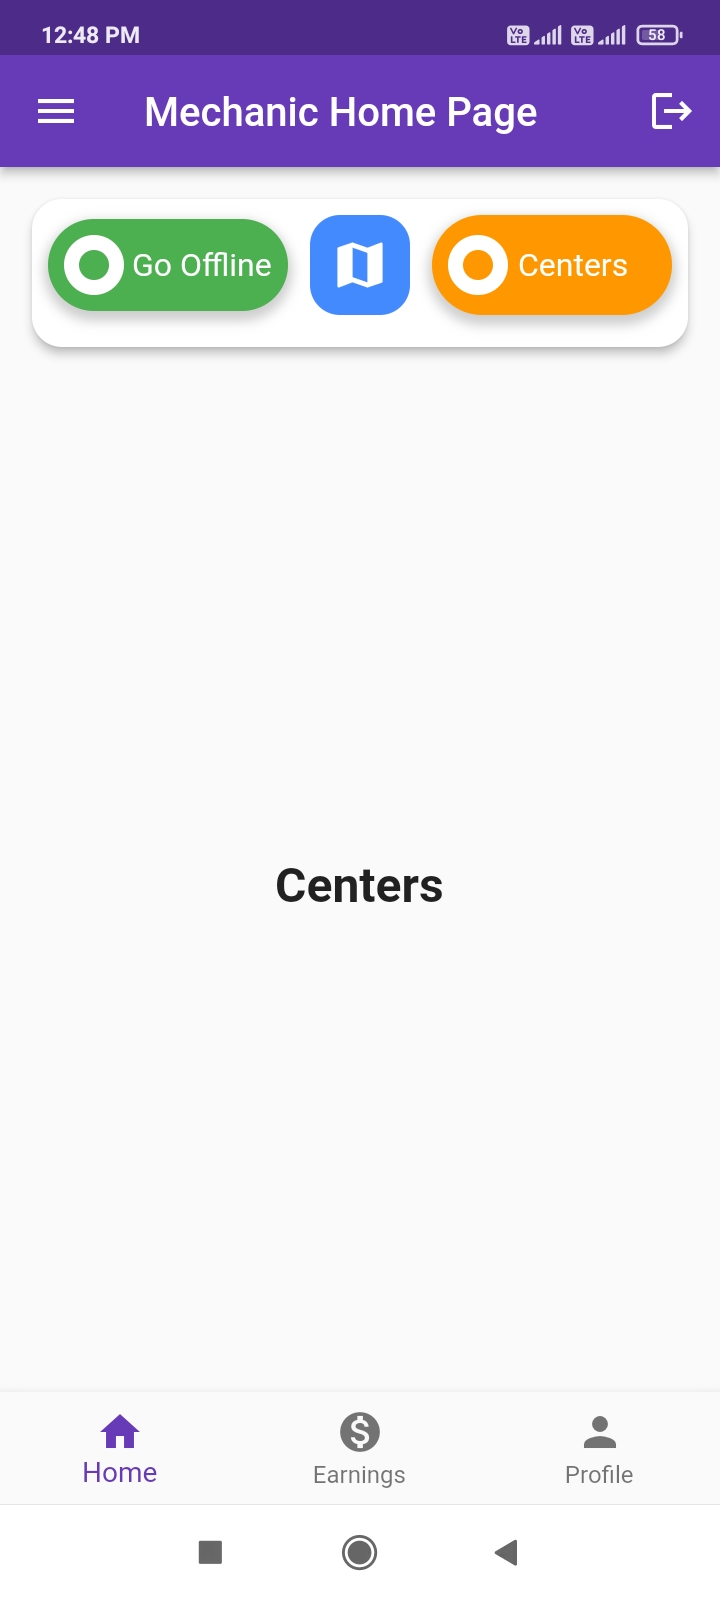 12:48 PM
Vo LTE Vo LTE 58
Mechanic Home Page
Go Offline
Centers
Centers
Home
Earnings
Profile